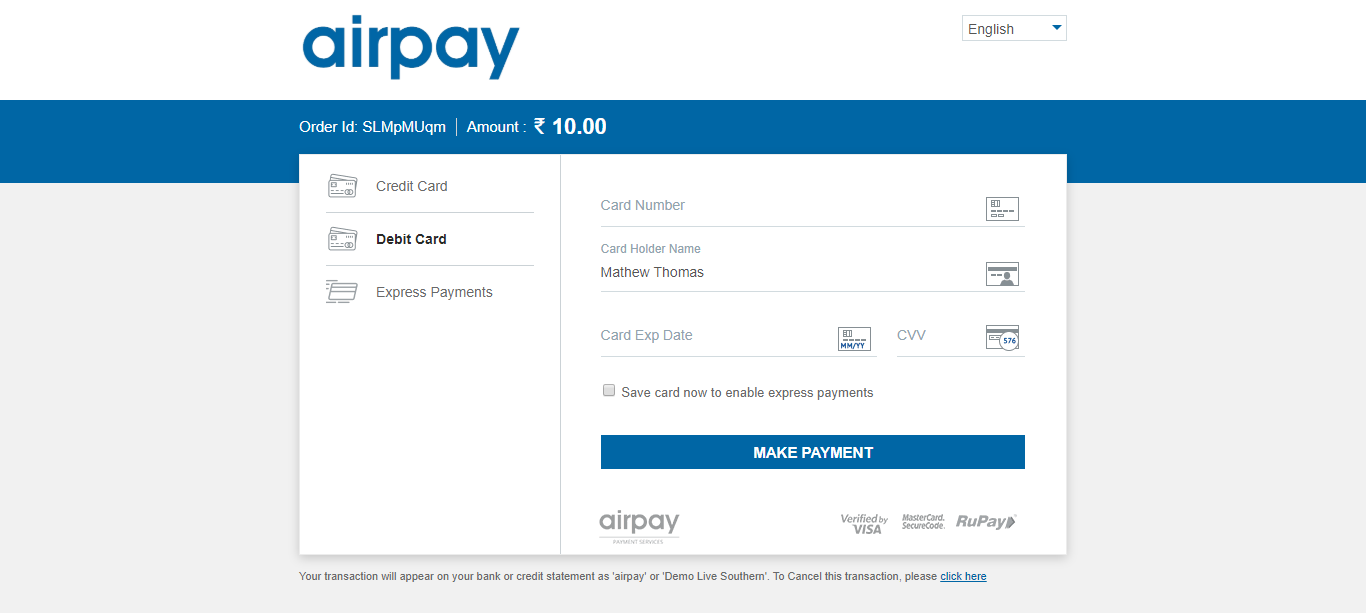 airpay
English
Order Id: SLMpMUqm | Amount : ₹ 10.00
Credit Card
Debit Card
Express Payments
Card Number
Card Holder Name
Mathew Thomas
Card Exp Date
MM/YY
CVV
576
Save card now to enable express payments
MAKE PAYMENT
airpay
PAYMENT SERVICES
Verified by
VISA
MasterCard.
SecureCode.
RuPay
Your transaction will appear on your bank or credit statement as 'airpay' or 'Demo Live Southern'. To Cancel this transaction, please click here